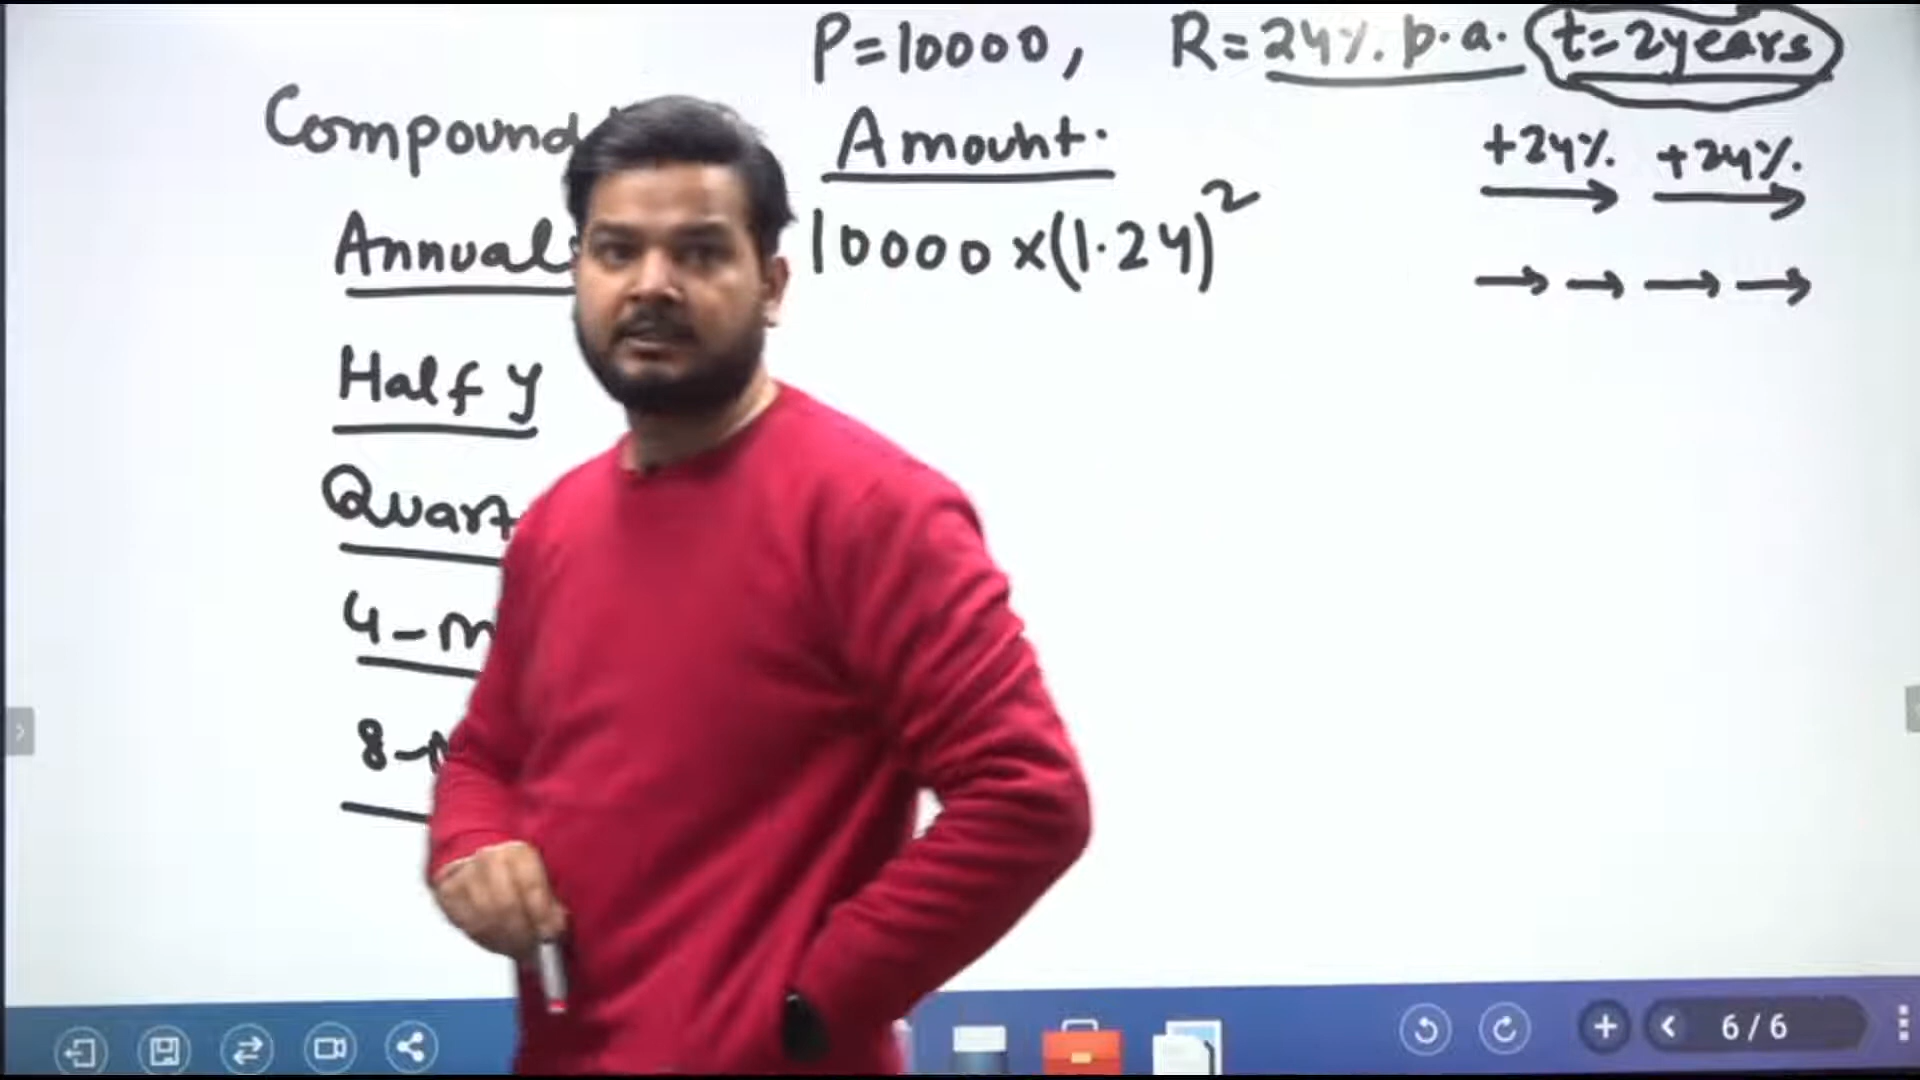 P=10000, R=24% p.a. t=2years
Compound Amount.
+24% +24%
Annual 10000×(1.24)²
Half y
Quart
4-m
8-
6 / 6